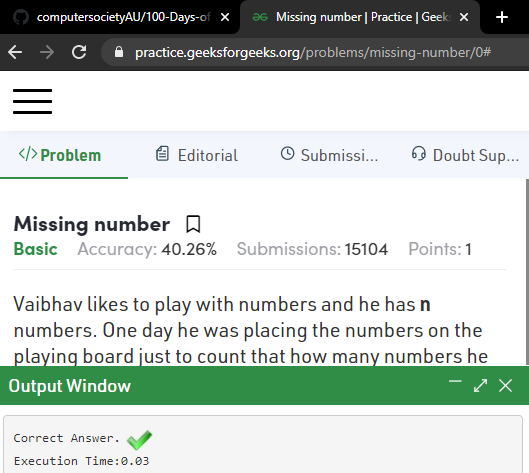 computersocietyAU/100-Days-of
Missing number | Practice | Geek
practice.geeksforgeeks.org/problems/missing-number/0#
</> Problem Editorial Submissi... Doubt Sup...
Missing number
Basic Accuracy: 40.26% Submissions: 15104 Points: 1
Vaibhav likes to play with numbers and he has n
numbers. One day he was placing the numbers on the
playing board just to count that how many numbers he
Output Window
Correct Answer.
Execution Time:0.03